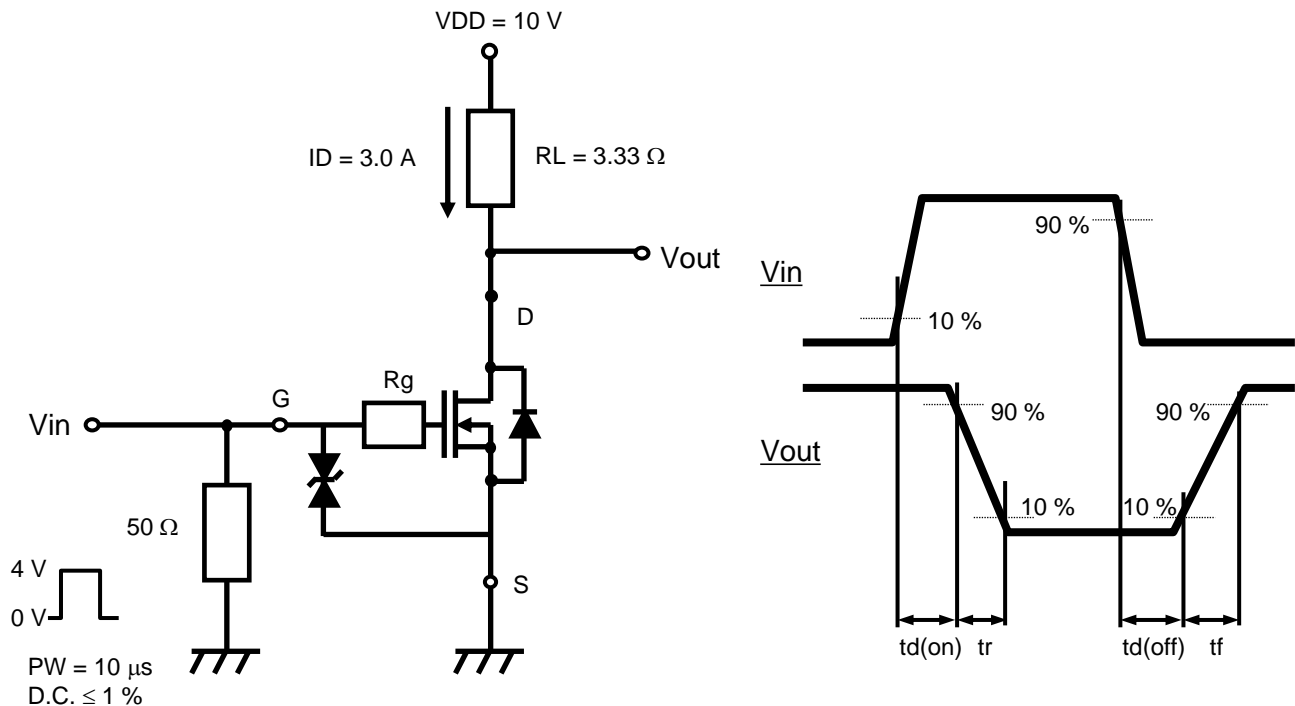 VDD = 10 V
ID = 3.0 A
RL = 3.33 Ω
Vout
D
Rg
G
Vin
50 Ω
S
4 V
0 V
PW = 10 μs
D.C. ≤ 1 %
Vin
90 %
10 %
Vout
90 %
90 %
10 %
10 %
td(on)
tr
td(off)
tf